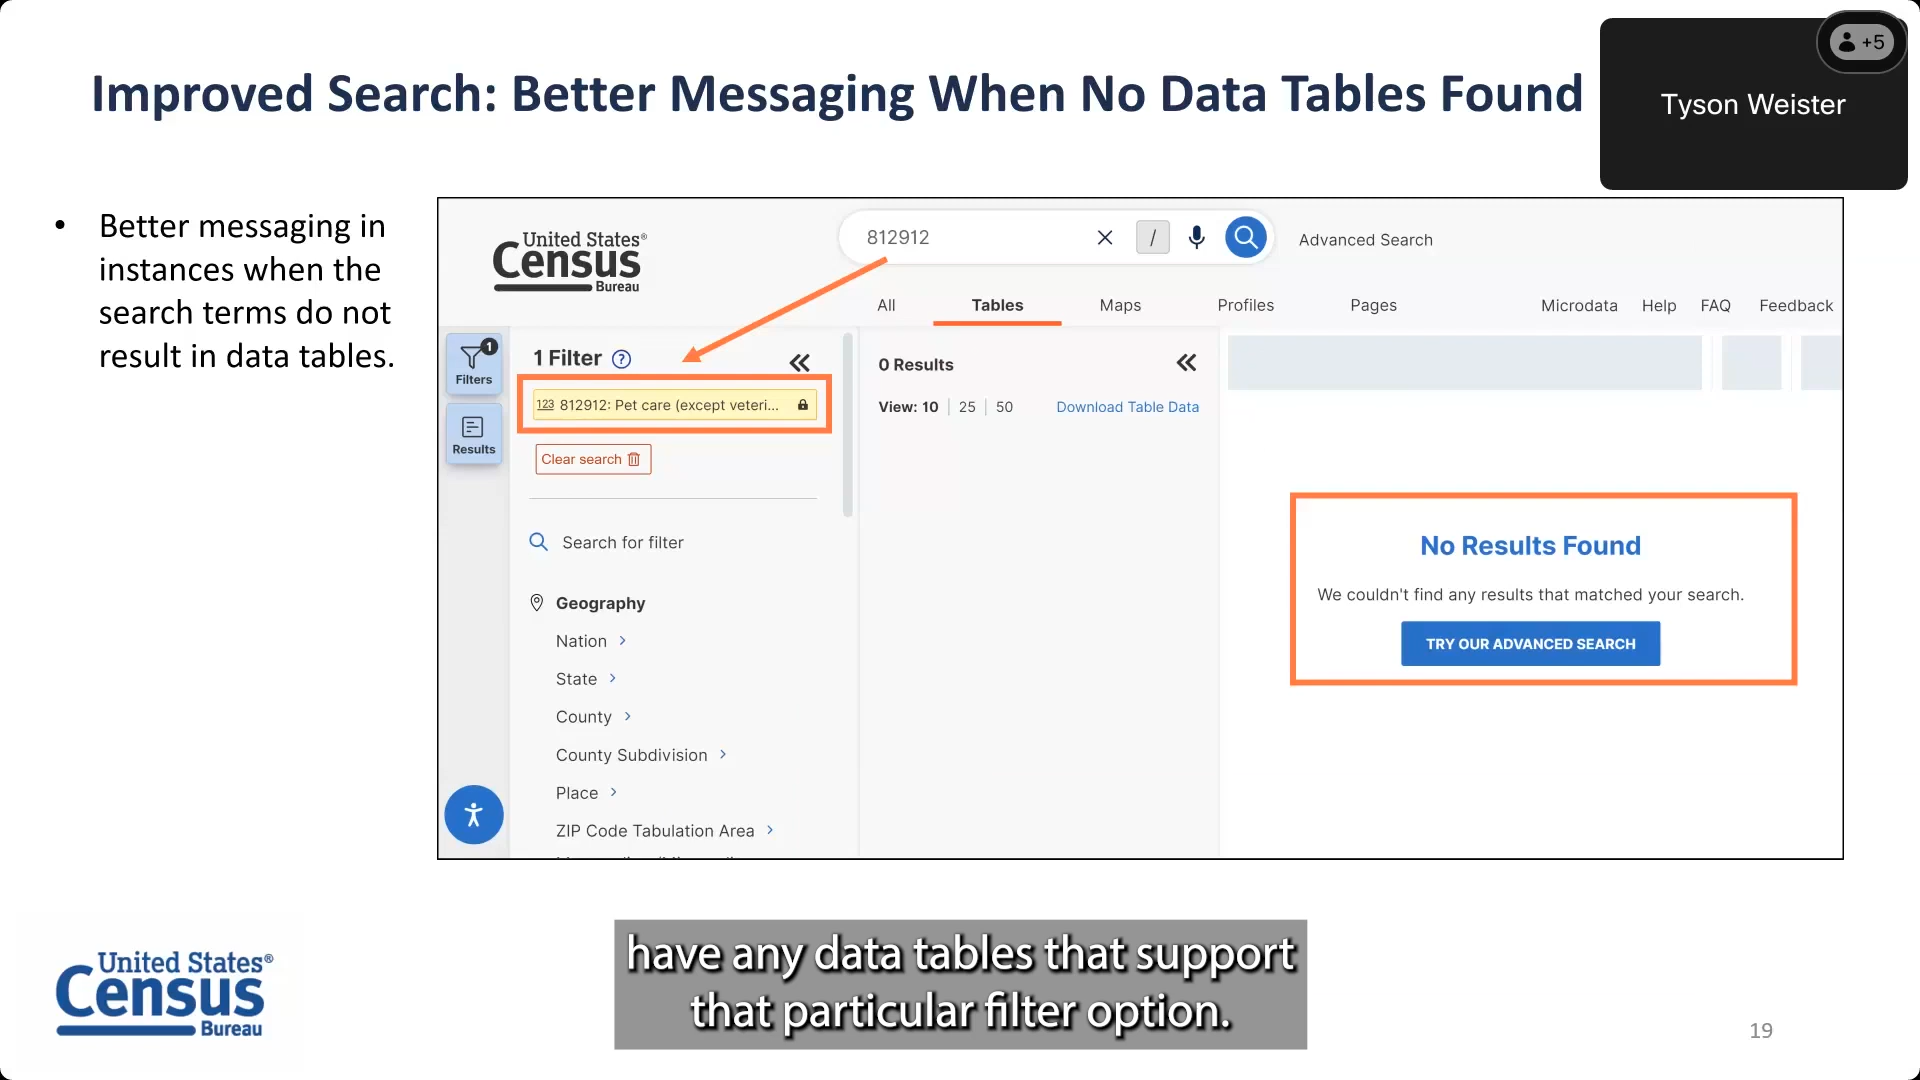 +5
Tyson Weister
Improved Search: Better Messaging When No Data Tables Found
• Better messaging in
instances when the
search terms do not
result in data tables.
United States®
Census
Bureau
812912
/
Advanced Search
All
Tables
Maps
Profiles
Pages
Microdata
Help
FAQ
Feedback
1
Filters
Results
1 Filter ?
123 812912: Pet care (except veteri...
Clear search
Search for filter
Geography
Nation
State
County
County Subdivision
Place
ZIP Code Tabulation Area
0 Results
View: 10 | 25 | 50
Download Table Data
No Results Found
We couldn't find any results that matched your search.
TRY OUR ADVANCED SEARCH
have any data tables that support
that particular filter option.
United States®
Census
Bureau
19